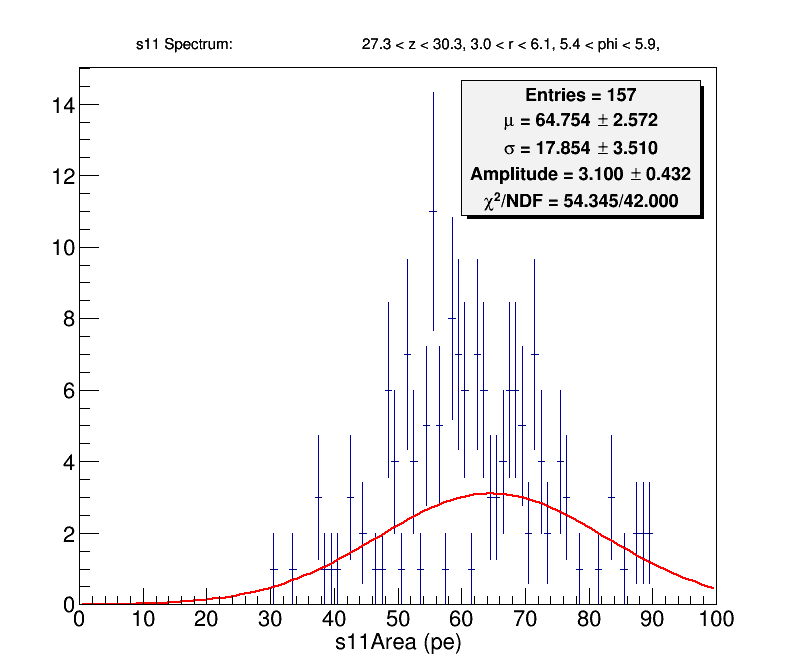 s11 Spectrum: 27.3 < z < 30.3, 3.0 < r < 6.1, 5.4 < phi < 5.9,
Entries = 157
μ = 64.754 ± 2.572
σ = 17.854 ± 3.510
Amplitude = 3.100 ± 0.432
χ²/NDF = 54.345/42.000
14
12
10
8
6
4
2
0
0 10 20 30 40 50 60 70 80 90 100
s11Area (pe)